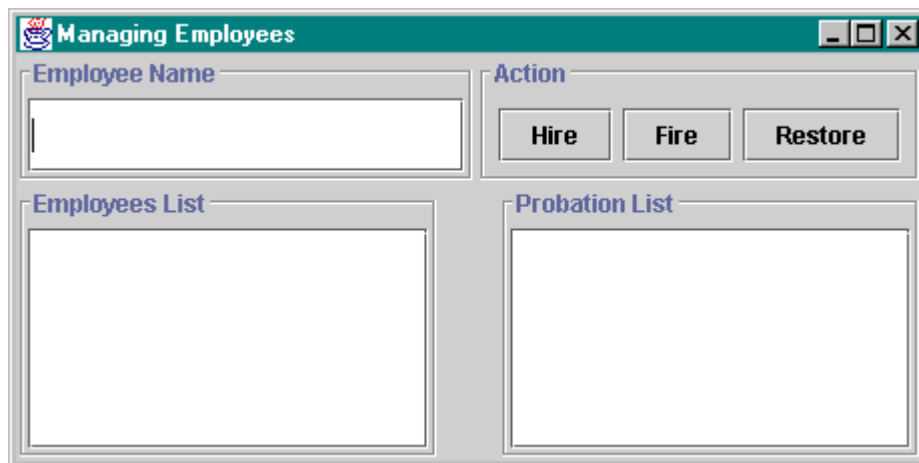 Managing Employees
Employee Name
Action
Hire Fire Restore
Employees List
Probation List